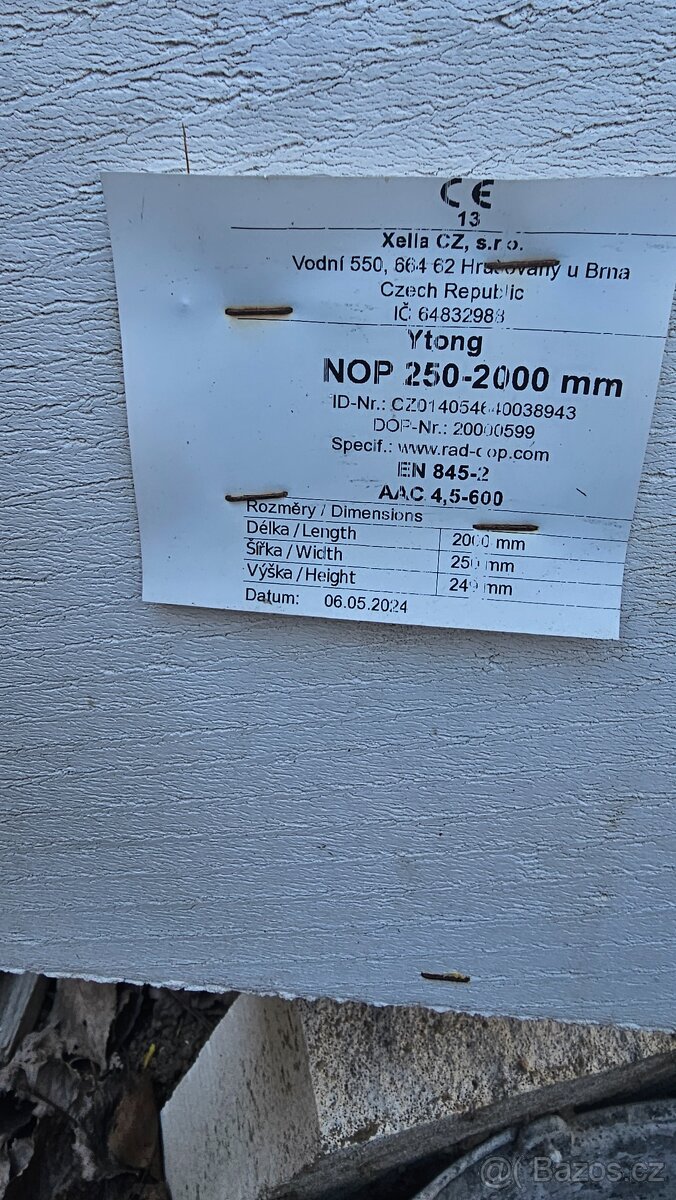 CE
13
Xella CZ, s.r.o.
Vodní 550, 664 62 Hrušovany u Brna
Czech Republic
IČ 64832988
Ytong
NOP 250-2000 mm
ID-Nr.: CZ014054640038943
DOP-Nr.: 20000599
Specif.: www.rad-dop.com
EN 845-2
AAC 4,5-600
Rozměry / Dimensions
Délka / Length 2000 mm
Šířka / Width 250 mm
Výška / Height 249 mm
Datum: 06.05.2024
@( Bazos.cz